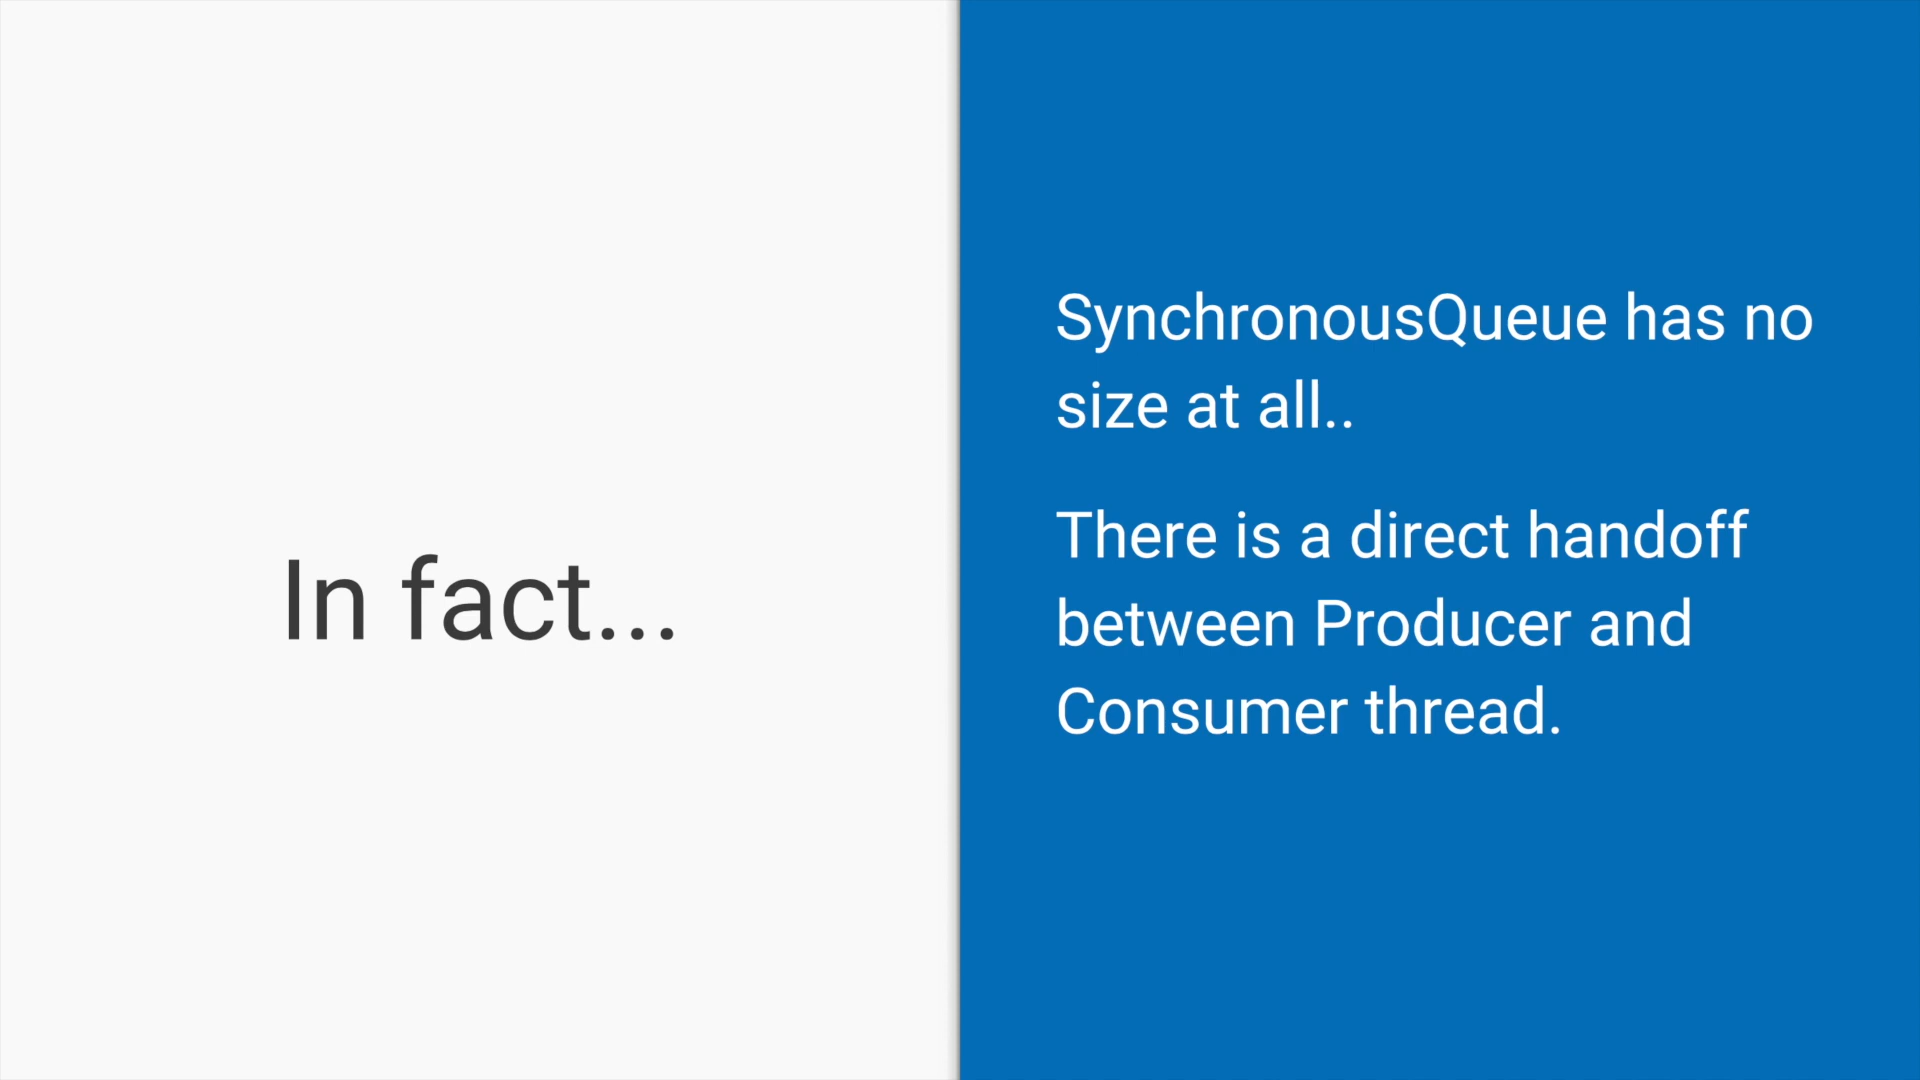 In fact...
SynchronousQueue has no
size at all..
There is a direct handoff
between Producer and
Consumer thread.